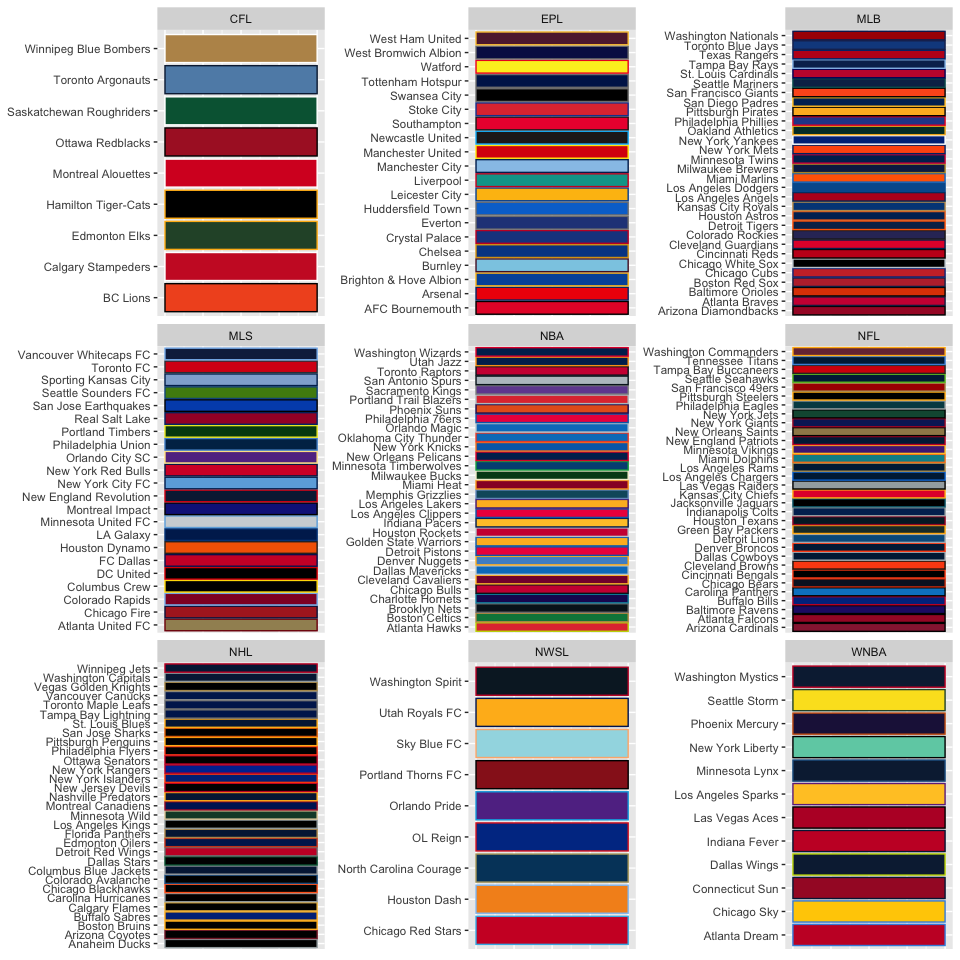 CFL
Winnipeg Blue Bombers
Toronto Argonauts
Saskatchewan Roughriders
Ottawa Redblacks
Montreal Alouettes
Hamilton Tiger-Cats
Edmonton Elks
Calgary Stampeders
BC Lions
EPL
West Ham United
West Bromwich Albion
Watford
Tottenham Hotspur
Swansea City
Stoke City
Southampton
Newcastle United
Manchester United
Manchester City
Liverpool
Leicester City
Huddersfield Town
Everton
Crystal Palace
Chelsea
Burnley
Brighton & Hove Albion
Arsenal
AFC Bournemouth
MLB
Washington Nationals
Toronto Blue Jays
Texas Rangers
Tampa Bay Rays
St. Louis Cardinals
Seattle Mariners
San Francisco Giants
San Diego Padres
Pittsburgh Pirates
Philadelphia Phillies
Oakland Athletics
New York Yankees
New York Mets
Minnesota Twins
Milwaukee Brewers
Miami Marlins
Los Angeles Dodgers
Los Angeles Angels
Kansas City Royals
Houston Astros
Detroit Tigers
Colorado Rockies
Cleveland Guardians
Cincinnati Reds
Chicago White Sox
Chicago Cubs
Boston Red Sox
Baltimore Orioles
Atlanta Braves
Arizona Diamondbacks
MLS
Vancouver Whitecaps FC
Toronto FC
Sporting Kansas City
Seattle Sounders FC
San Jose Earthquakes
Real Salt Lake
Portland Timbers
Philadelphia Union
Orlando City SC
New York Red Bulls
New York City FC
New England Revolution
Montreal Impact
Minnesota United FC
LA Galaxy
Houston Dynamo
FC Dallas
DC United
Columbus Crew
Colorado Rapids
Chicago Fire
Atlanta United FC
NBA
Washington Wizards
Utah Jazz
Toronto Raptors
San Antonio Spurs
Sacramento Kings
Portland Trail Blazers
Phoenix Suns
Philadelphia 76ers
Orlando Magic
Oklahoma City Thunder
New York Knicks
New Orleans Pelicans
Minnesota Timberwolves
Milwaukee Bucks
Miami Heat
Memphis Grizzlies
Los Angeles Lakers
Los Angeles Clippers
Indiana Pacers
Houston Rockets
Golden State Warriors
Detroit Pistons
Denver Nuggets
Dallas Mavericks
Cleveland Cavaliers
Chicago Bulls
Charlotte Hornets
Brooklyn Nets
Boston Celtics
Atlanta Hawks
NFL
Washington Commanders
Tennessee Titans
Tampa Bay Buccaneers
Seattle Seahawks
San Francisco 49ers
Pittsburgh Steelers
Philadelphia Eagles
New York Jets
New York Giants
New Orleans Saints
New England Patriots
Minnesota Vikings
Miami Dolphins
Los Angeles Rams
Los Angeles Chargers
Las Vegas Raiders
Kansas City Chiefs
Jacksonville Jaguars
Indianapolis Colts
Houston Texans
Green Bay Packers
Detroit Lions
Denver Broncos
Dallas Cowboys
Cleveland Browns
Cincinnati Bengals
Chicago Bears
Carolina Panthers
Buffalo Bills
Baltimore Ravens
Atlanta Falcons
Arizona Cardinals
NHL
Winnipeg Jets
Washington Capitals
Vegas Golden Knights
Vancouver Canucks
Toronto Maple Leafs
Tampa Bay Lightning
St. Louis Blues
San Jose Sharks
Pittsburgh Penguins
Philadelphia Flyers
Ottawa Senators
New York Rangers
New York Islanders
New Jersey Devils
Nashville Predators
Montreal Canadiens
Minnesota Wild
Los Angeles Kings
Florida Panthers
Edmonton Oilers
Detroit Red Wings
Dallas Stars
Columbus Blue Jackets
Colorado Avalanche
Chicago Blackhawks
Carolina Hurricanes
Calgary Flames
Buffalo Sabres
Boston Bruins
Arizona Coyotes
Anaheim Ducks
NWSL
Washington Spirit
Utah Royals FC
Sky Blue FC
Portland Thorns FC
Orlando Pride
OL Reign
North Carolina Courage
Houston Dash
Chicago Red Stars
WNBA
Washington Mystics
Seattle Storm
Phoenix Mercury
New York Liberty
Minnesota Lynx
Los Angeles Sparks
Las Vegas Aces
Indiana Fever
Dallas Wings
Connecticut Sun
Chicago Sky
Atlanta Dream